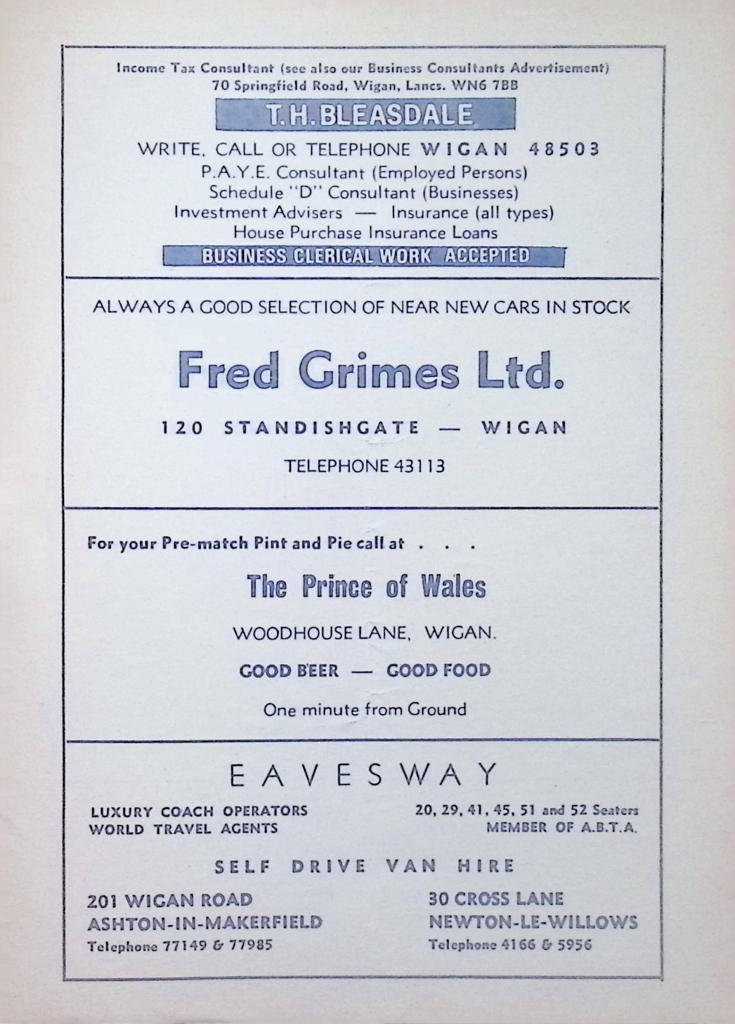 Income Tax Consultant (see also our Business Consultants Advertisement)
70 Springfield Road, Wigan, Lancs. WN6 7BB
T.H.BLEASDALE
WRITE, CALL OR TELEPHONE WIGAN 48503
P.A.Y.E. Consultant (Employed Persons)
Schedule "D" Consultant (Businesses)
Investment Advisers — Insurance (all types)
House Purchase Insurance Loans
BUSINESS CLERICAL WORK ACCEPTED
ALWAYS A GOOD SELECTION OF NEAR NEW CARS IN STOCK
Fred Grimes Ltd.
120 STANDISHGATE — WIGAN
TELEPHONE 43113
For your Pre-match Pint and Pie call at . . .
The Prince of Wales
WOODHOUSE LANE, WIGAN.
GOOD BEER — GOOD FOOD
One minute from Ground
EAVESWAY
LUXURY COACH OPERATORS 20, 29, 41, 45, 51 and 52 Seaters
WORLD TRAVEL AGENTS MEMBER OF A.B.T.A.
SELF DRIVE VAN HIRE
201 WIGAN ROAD 30 CROSS LANE
ASHTON-IN-MAKERFIELD NEWTON-LE-WILLOWS
Telephone 77149 & 77985 Telephone 4166 & 5956